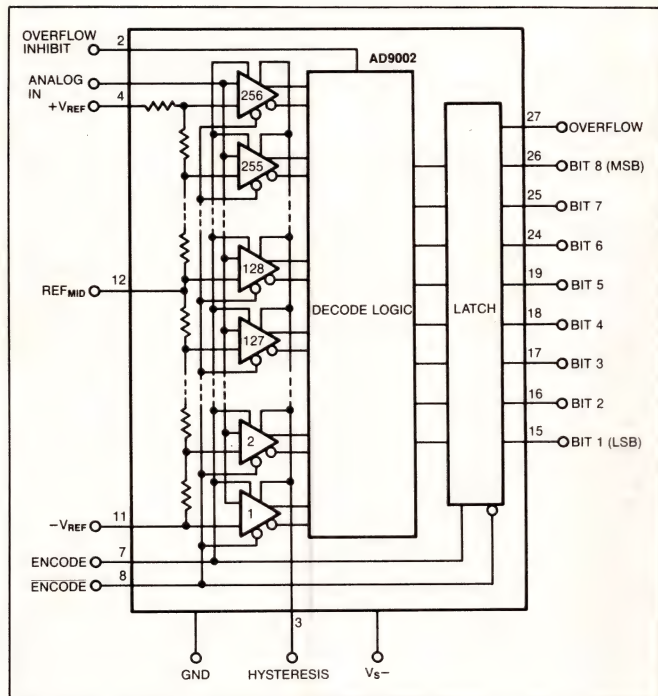 OVERFLOW
INHIBIT
2
AD9002
ANALOG
IN
4
+VREF
256
27
OVERFLOW
255
26
BIT 8 (MSB)
25
BIT 7
24
BIT 6
128
12
REFMID
19
BIT 5
DECODE LOGIC
LATCH
18
BIT 4
127
17
BIT 3
16
BIT 2
2
15
BIT 1 (LSB)
1
11
−VREF
7
ENCODE
8
ENCODE
3
GND
HYSTERESIS
VS−